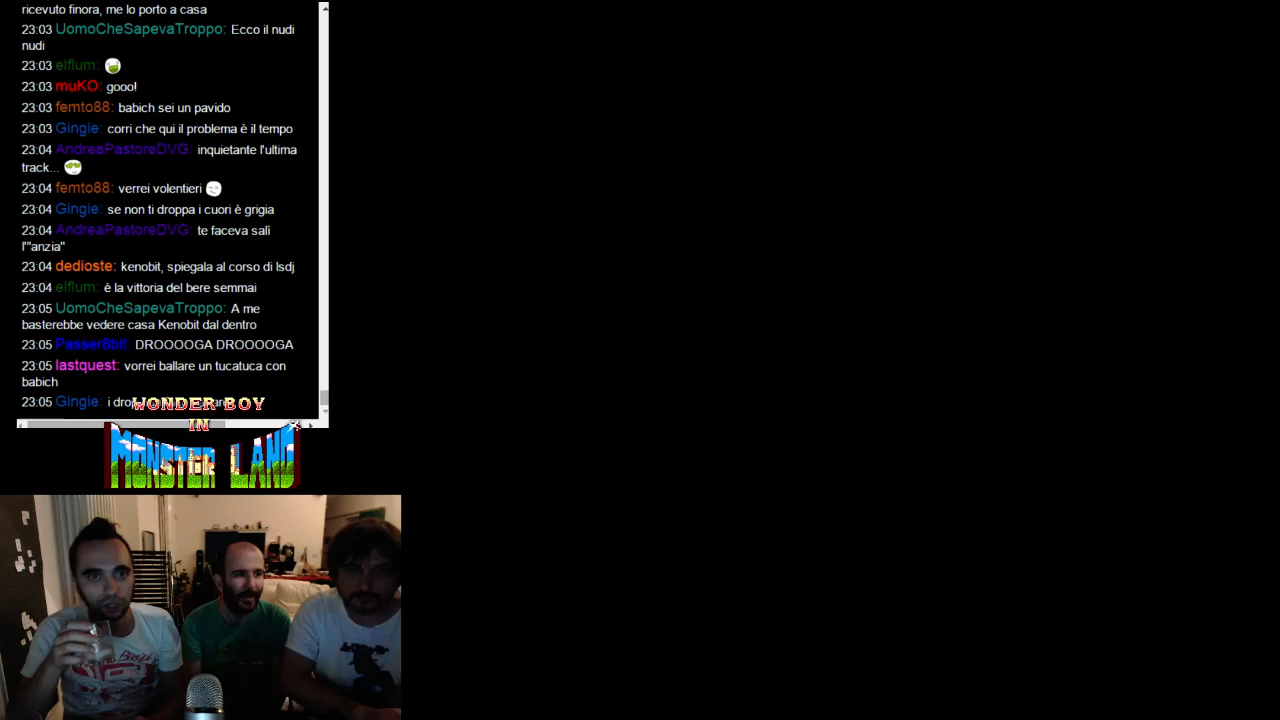 ricevuto finora, me lo porto a casa
23:03 UomoCheSapevaTroppo: Ecco il nudi
nudi
23:03 elflum:
23:03 muKO: gooo!
23:03 femto88: babich sei un pavido
23:03 Gingie: corri che qui il problema è il tempo
23:04 AndreaPastoreDVG: inquietante l'ultima
track...
23:04 femto88: verrei volentieri
23:04 Gingie: se non ti droppa i cuori è grigia
23:04 AndreaPastoreDVG: te faceva salì
l'"anzia"
23:04 dedioste: kenobit, spiegala al corso di lsdj
23:04 elflum: è la vittoria del bere semmai
23:05 UomoCheSapevaTroppo: A me
basterebbe vedere casa Kenobit dal dentro
23:05 Passer8bit: DROOOOGA DROOOOGA
23:05 lastquest: vorrei ballare un tucatuca con
babich
23:05 Gingie: i
WONDER BOY
IN
MONSTER LAND